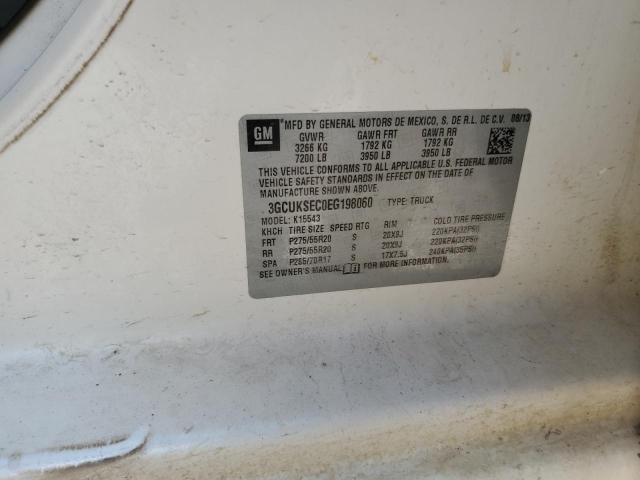 GM
*MFD BY GENERAL MOTORS DE MEXICO, S. DE R.L. DE C.V. 08/13
GVWR GAWR FRT GAWR RR
3266 KG 1792 KG 1792 KG
7200 LB 3950 LB 3950 LB
THIS VEHICLE CONFORMS TO ALL APPLICABLE U.S. FEDERAL MOTOR
VEHICLE SAFETY STANDARDS IN EFFECT ON THE DATE OF
MANUFACTURE SHOWN ABOVE.
3GCUKSEC0EG198060 TYPE: TRUCK
MODEL: K15543
KHCH TIRE SIZE SPEED RTG RIM COLD TIRE PRESSURE
FRT P275/55R20 S 20X9J 220KPA(32PSI)
RR P275/55R20 S 20X9J 220KPA(32PSI)
SPA P265/70R17 S 17X7.5J 240KPA(35PSI)
SEE OWNER'S MANUAL FOR MORE INFORMATION.